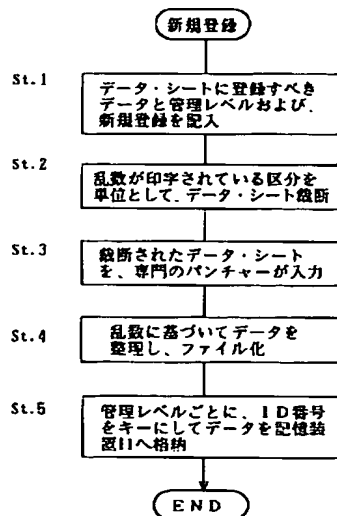 新規登録
St.1
データ・シートに登録すべき
データと管理レベルおよび、
新規登録を記入
St.2
乱数が印字されている区分を
単位として、データ・シート裁断
St.3
裁断されたデータ・シート
を、専門のパンチャーが入力
St.4
乱数に基づいてデータを
整理し、ファイル化
St.5
管理レベルごとに、ID番号
をキーにしてデータを記憶装
置11へ格納
END